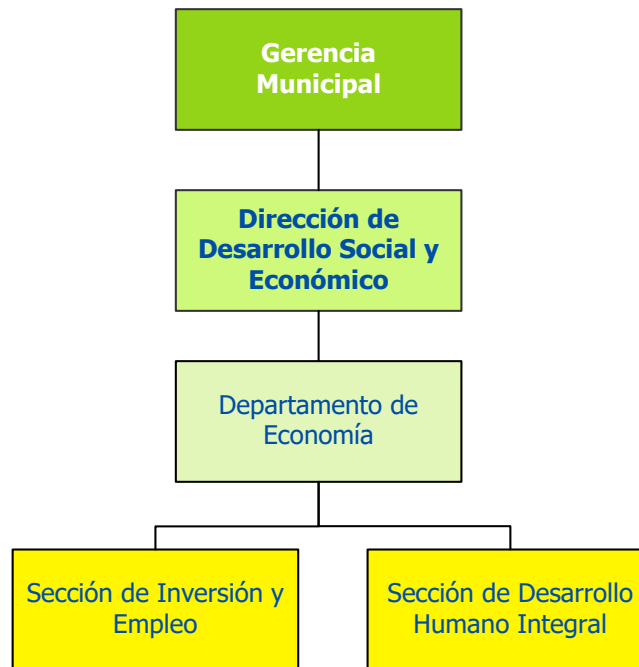 Gerencia
Municipal
Dirección de
Desarrollo Social y
Económico
Departamento de
Economía
Sección de Inversión y
Empleo
Sección de Desarrollo
Humano Integral